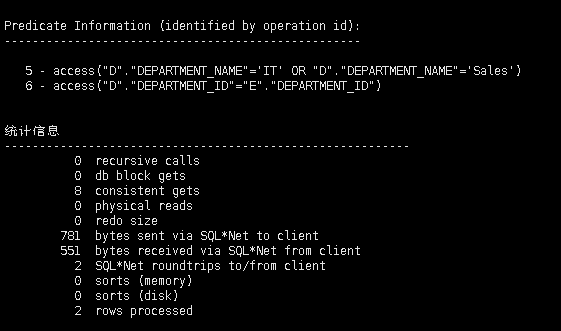 Predicate Information (identified by operation id):
---------------------------------------------------
5 - access("D"."DEPARTMENT_NAME"='IT' OR "D"."DEPARTMENT_NAME"='Sales')
6 - access("D"."DEPARTMENT_ID"="E"."DEPARTMENT_ID")
统计信息
----------------------------------------------------------
0 recursive calls
0 db block gets
8 consistent gets
0 physical reads
0 redo size
781 bytes sent via SQL*Net to client
551 bytes received via SQL*Net from client
2 SQL*Net roundtrips to/from client
0 sorts (memory)
0 sorts (disk)
2 rows processed